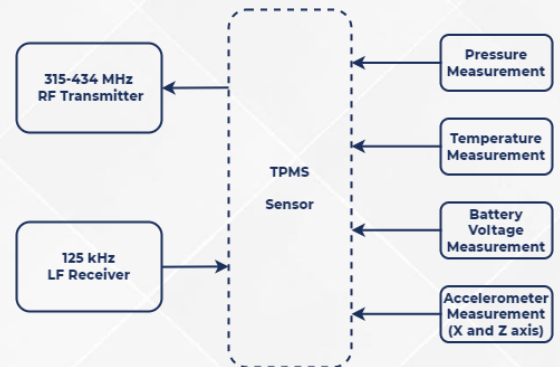 315-434 MHz
RF Transmitter
125 kHz
LF Receiver
TPMS
Sensor
Pressure
Measurement
Temperature
Measurement
Battery
Voltage
Measurement
Accelerometer
Measurement
(X and Z axis)